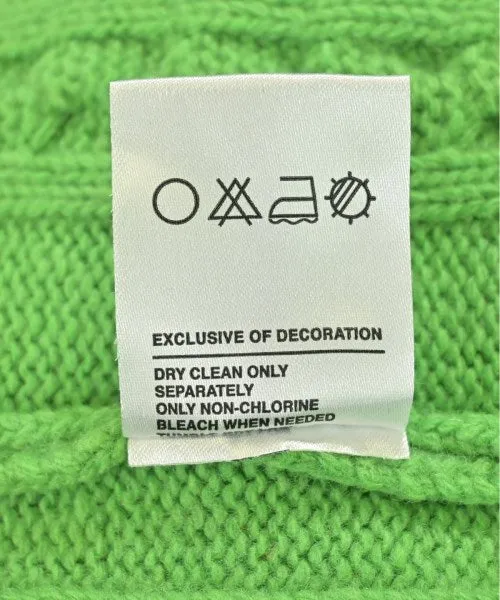 EXCLUSIVE OF DECORATION
DRY CLEAN ONLY
SEPARATELY
ONLY NON-CHLORINE
BLEACH WHEN NEEDED